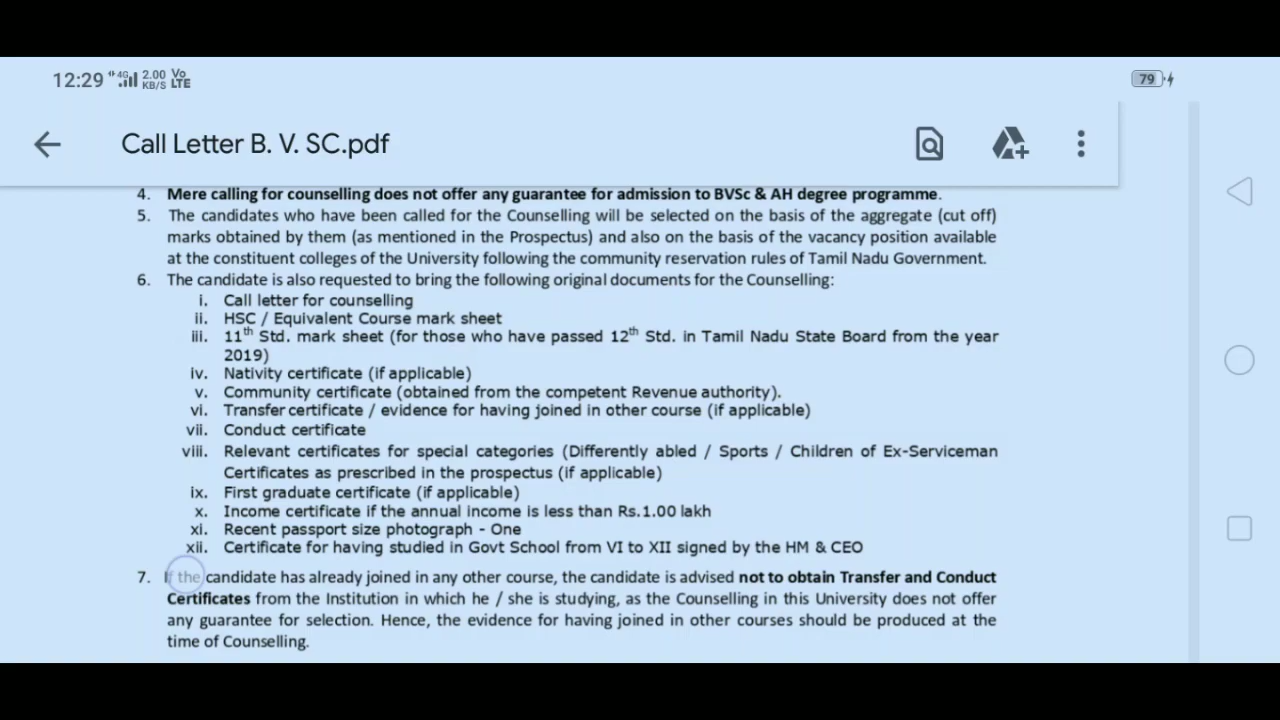 12:29 4G 2.00 KB/S Vo LTE 79
Call Letter B. V. SC.pdf
4. Mere calling for counselling does not offer any guarantee for admission to BVSc & AH degree programme.
5. The candidates who have been called for the Counselling will be selected on the basis of the aggregate (cut off)
marks obtained by them (as mentioned in the Prospectus) and also on the basis of the vacancy position available
at the constituent colleges of the University following the community reservation rules of Tamil Nadu Government.
6. The candidate is also requested to bring the following original documents for the Counselling:
i. Call letter for counselling
ii. HSC / Equivalent Course mark sheet
iii. 11th Std. mark sheet (for those who have passed 12th Std. in Tamil Nadu State Board from the year
2019)
iv. Nativity certificate (if applicable)
v. Community certificate (obtained from the competent Revenue authority).
vi. Transfer certificate / evidence for having joined in other course (if applicable)
vii. Conduct certificate
viii. Relevant certificates for special categories (Differently abled / Sports / Children of Ex-Serviceman
Certificates as prescribed in the prospectus (if applicable)
ix. First graduate certificate (if applicable)
x. Income certificate if the annual income is less than Rs.1.00 lakh
xi. Recent passport size photograph - One
xii. Certificate for having studied in Govt School from VI to XII signed by the HM & CEO
7. If the candidate has already joined in any other course, the candidate is advised not to obtain Transfer and Conduct
Certificates from the Institution in which he / she is studying, as the Counselling in this University does not offer
any guarantee for selection. Hence, the evidence for having joined in other courses should be produced at the
time of Counselling.